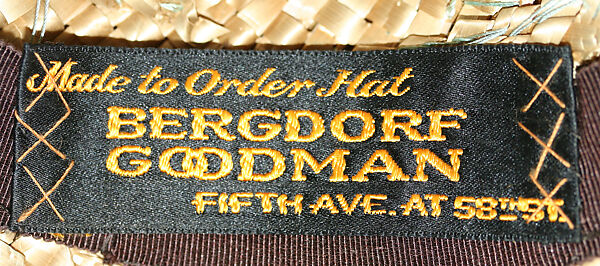 Made to Order Hat
BERGDORF
GOODMAN
FIFTH AVE. AT 58TH ST